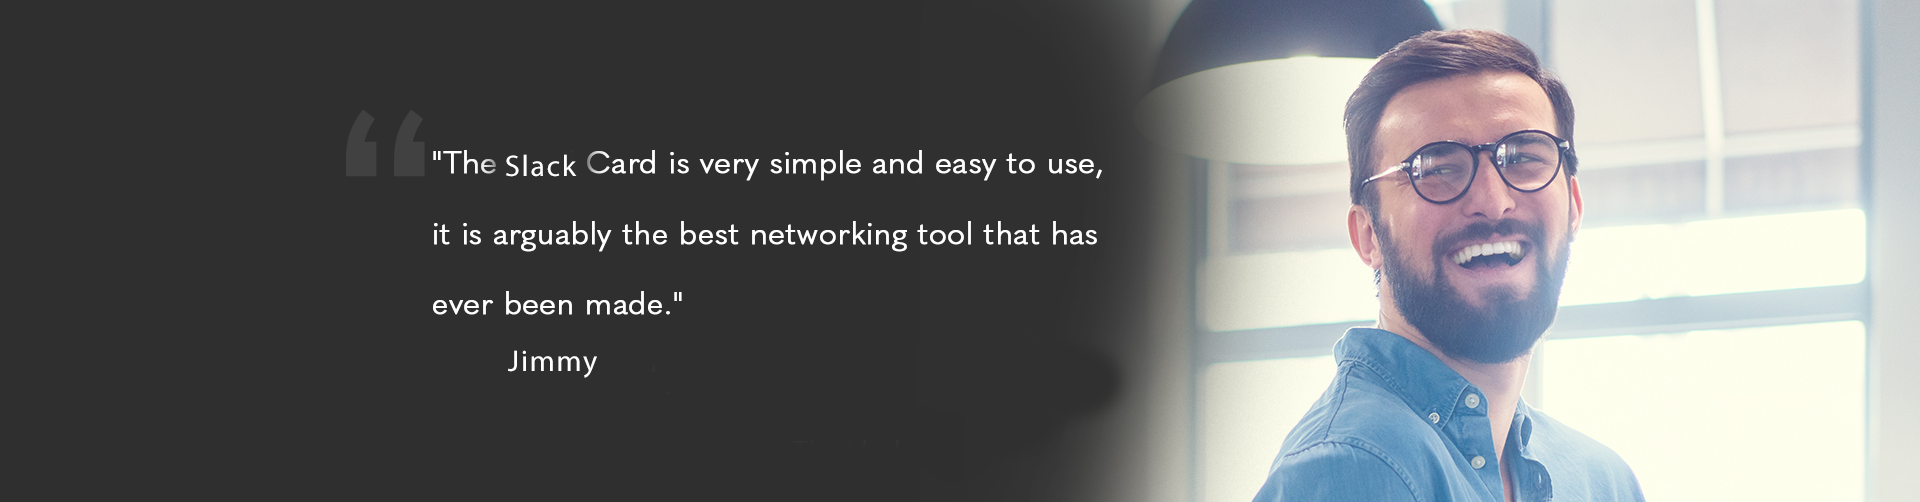 "The Slack Card is very simple and easy to use,
it is arguably the best networking tool that has
ever been made."
Jimmy